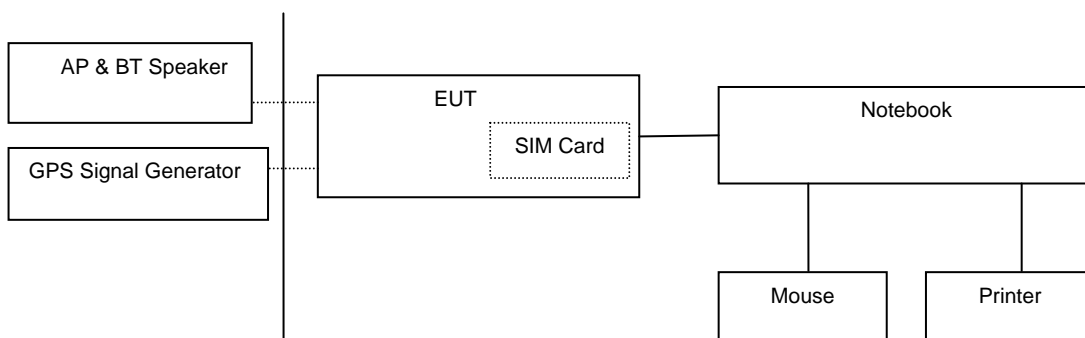 AP & BT Speaker
EUT
SIM Card
Notebook
GPS Signal Generator
Mouse
Printer